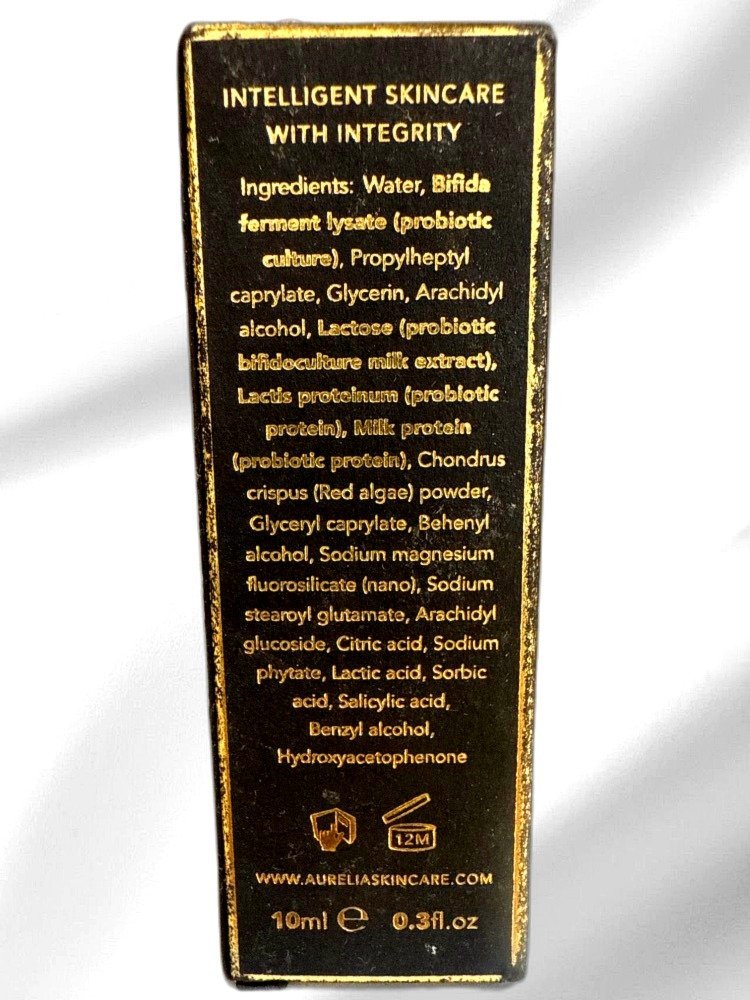 INTELLIGENT SKINCARE
WITH INTEGRITY
Ingredients: Water, Bifida
ferment lysate (probiotic
culture), Propylheptyl
caprylate, Glycerin, Arachidyl
alcohol, Lactose (probiotic
bifidoculture milk extract),
Lactis proteinum (probiotic
protein), Milk protein
(probiotic protein), Chondrus
crispus (Red algae) powder,
Glyceryl caprylate, Behenyl
alcohol, Sodium magnesium
fluorosilicate (nano), Sodium
stearoyl glutamate, Arachidyl
glucoside, Citric acid, Sodium
phytate, Lactic acid, Sorbic
acid, Salicylic acid,
Benzyl alcohol,
Hydroxyacetophenone
12M
WWW.AURELIASKINCARE.COM
10ml ℮ 0.3fl.oz